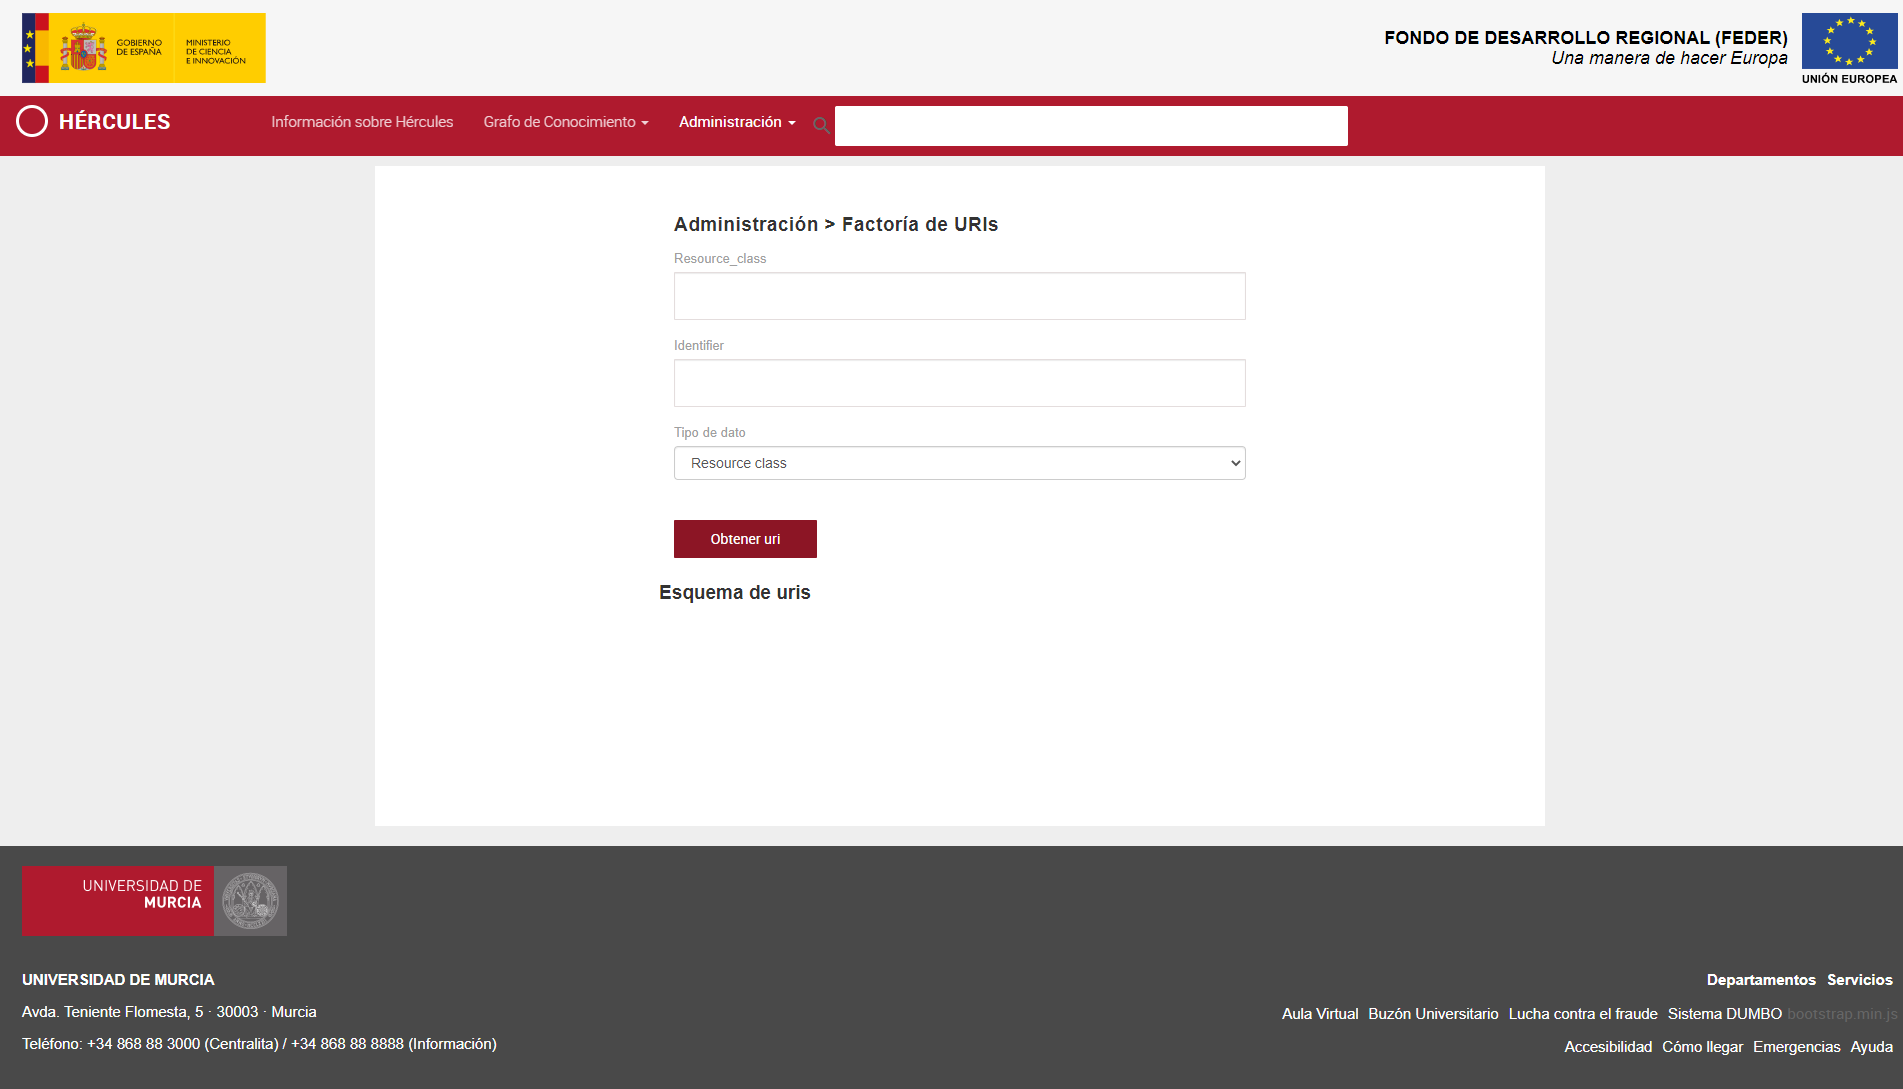 GOBIERNO
DE ESPAÑA
MINISTERIO
DE CIENCIA
E INNOVACIÓN
FONDO DE DESARROLLO REGIONAL (FEDER)
Una manera de hacer Europa
UNIÓN EUROPEA
HÉRCULES
Información sobre Hércules
Grafo de Conocimiento
Administración
Administración > Factoría de URIs
Resource_class
Identifier
Tipo de dato
Resource class
Obtener uri
Esquema de uris
UNIVERSIDAD DE
MURCIA
UNIVERSIDAD DE MURCIA
Avda. Teniente Flomesta, 5 · 30003 · Murcia
Teléfono: +34 868 88 3000 (Centralita) / +34 868 88 8888 (Información)
Departamentos Servicios
Aula Virtual Buzón Universitario Lucha contra el fraude Sistema DUMBO bootstrap.min.js
Accesibilidad Cómo llegar Emergencias Ayuda